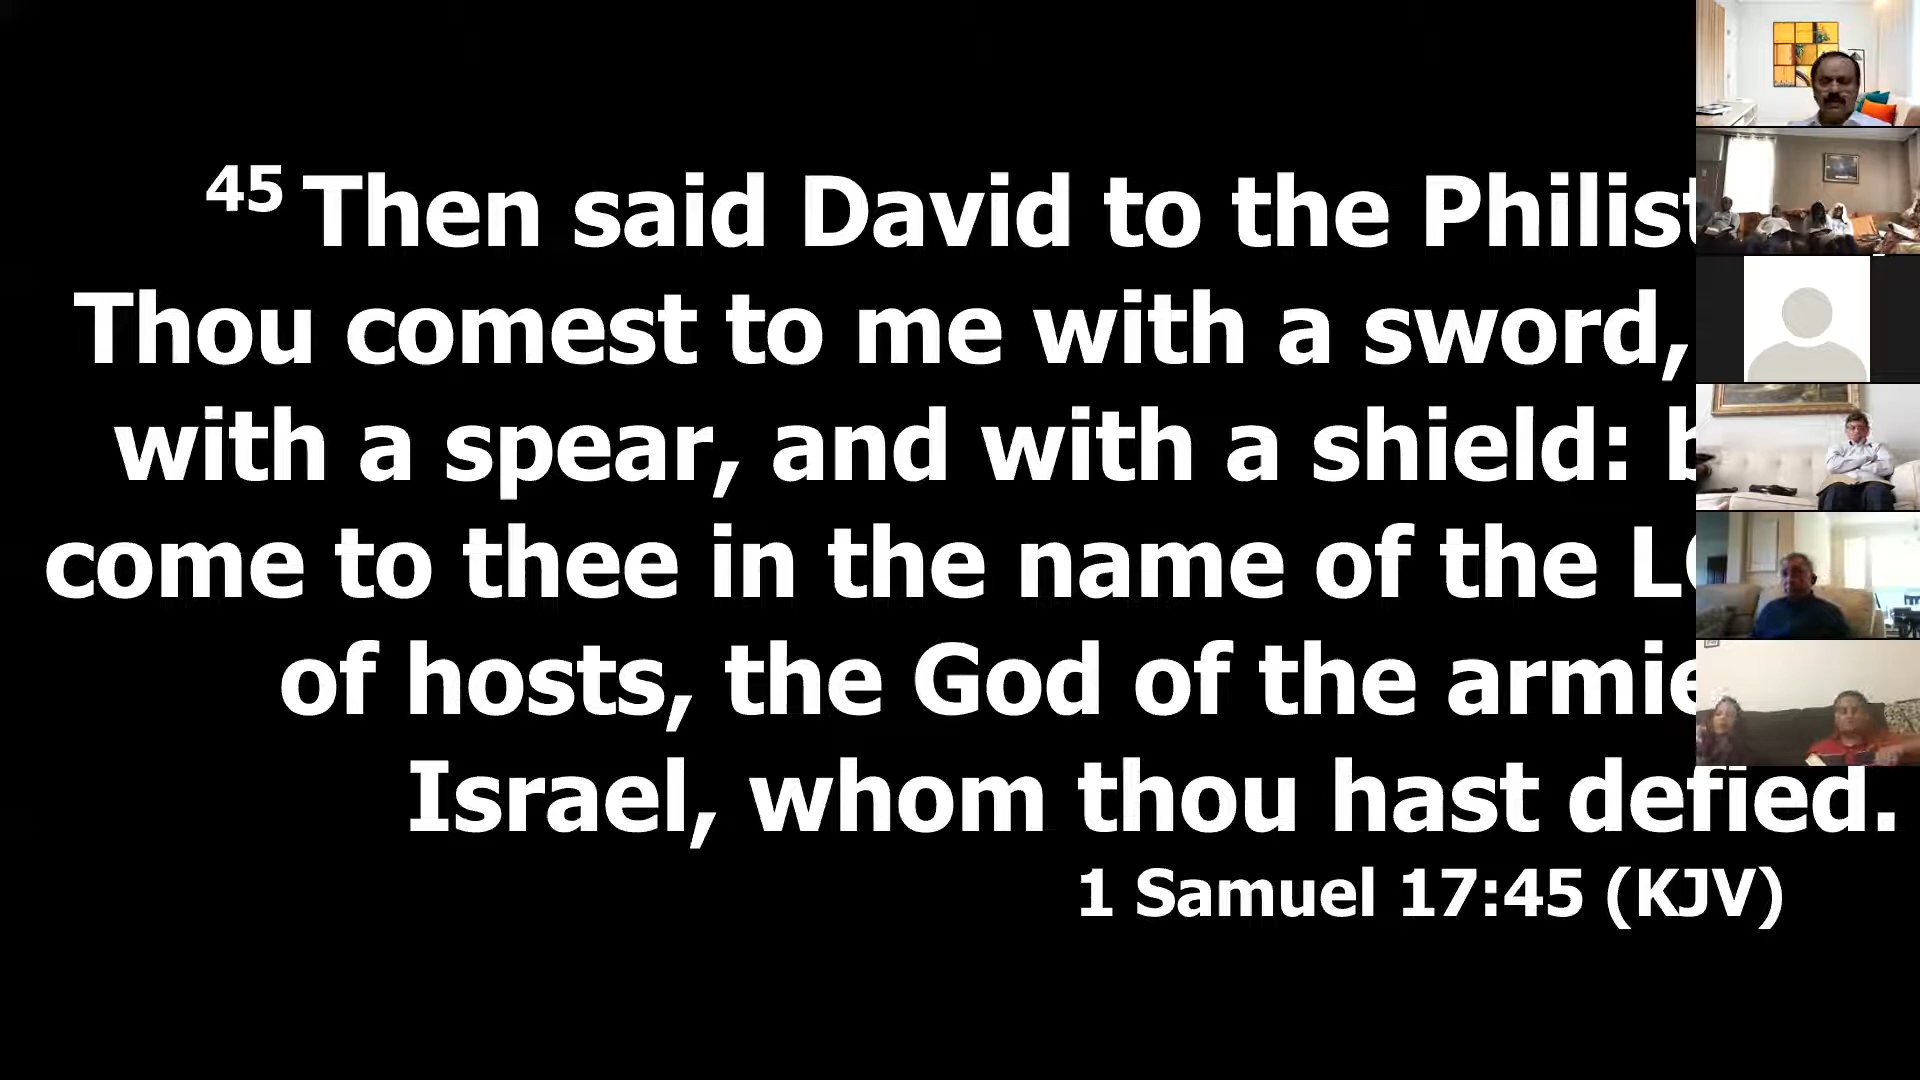 45 Then said David to the Philist
Thou comest to me with a sword,
with a spear, and with a shield: b
come to thee in the name of the LO
of hosts, the God of the armie
Israel, whom thou hast defied.
1 Samuel 17:45 (KJV)